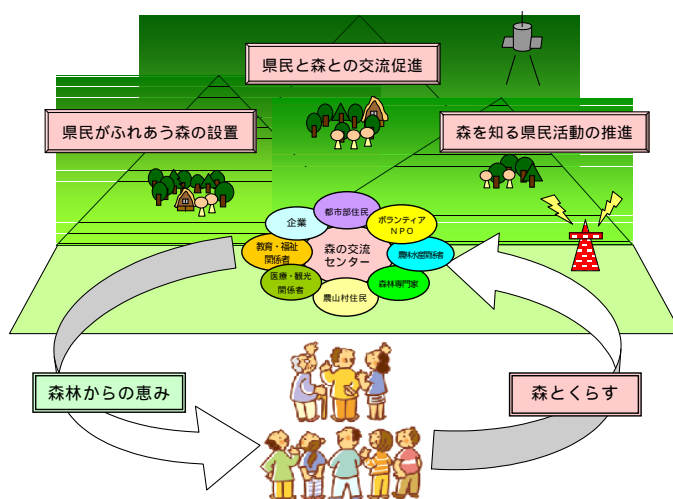 県民と森との交流促進
県民がふれあう森の設置
森を知る県民活動の推進
都市部住民
企業
ボランティア
NPO
教育・福祉
関係者
森の交流
センター
農林水産関係者
医療・観光
関係者
森林専門家
農山村住民
森林からの恵み
森とくらす